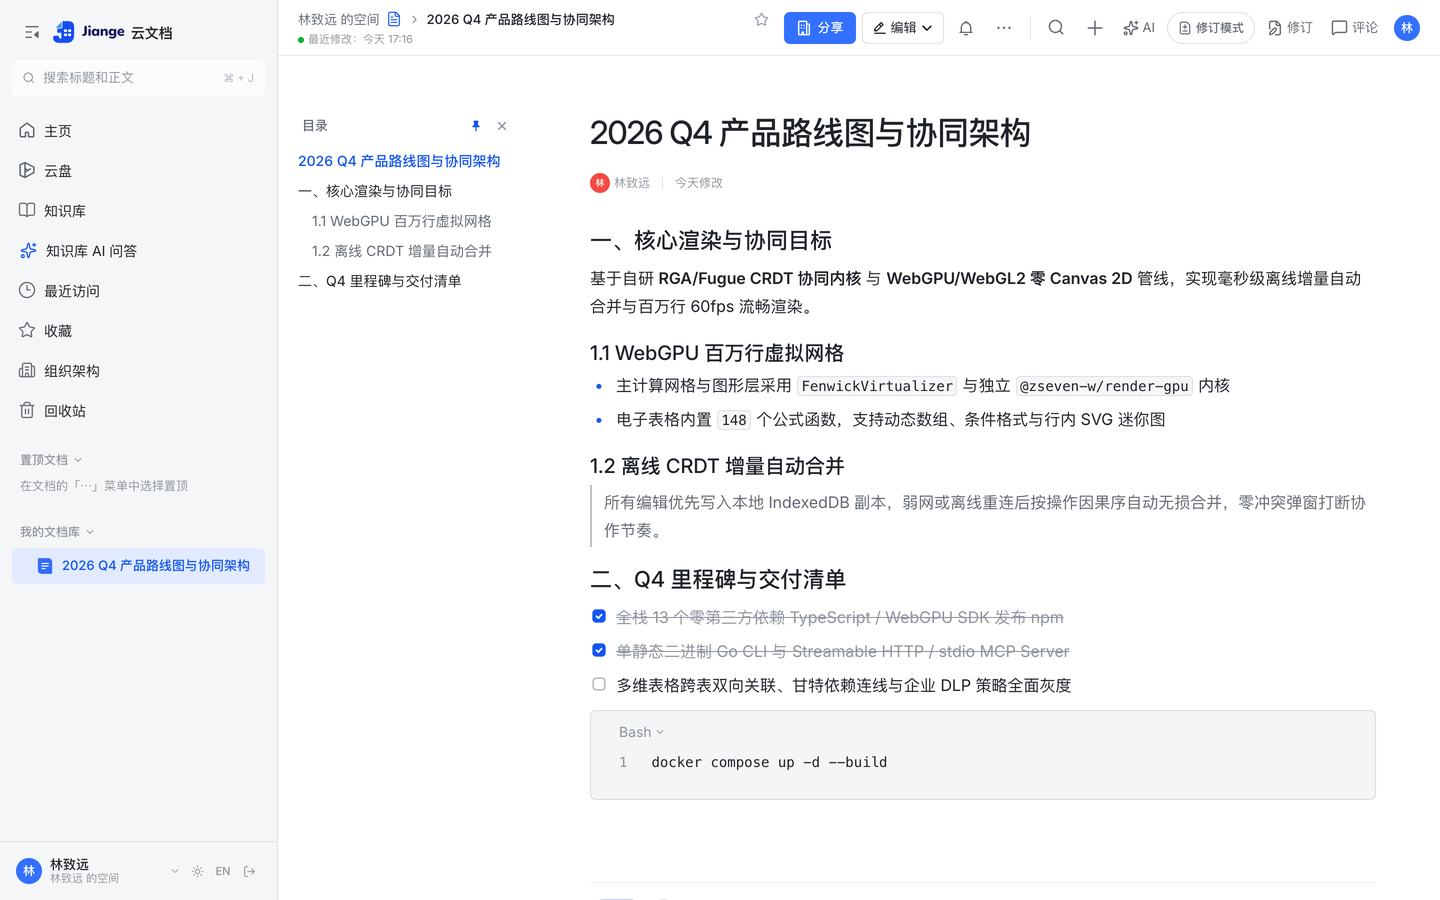 Jiange 云文档
搜索标题和正文 ⌘ + J
主页
云盘
知识库
知识库 AI 问答
最近访问
收藏
组织架构
回收站
置顶文档
在文档的「···」菜单中选择置顶
我的文档库
2026 Q4 产品路线图与协同架构
林
林致远
林致远 的空间
EN
林致远 的空间 > 2026 Q4 产品路线图与协同架构
最近修改：今天 17:16
分享
编辑
AI
修订模式
修订
评论
林
目录
2026 Q4 产品路线图与协同架构
一、核心渲染与协同目标
1.1 WebGPU 百万行虚拟网格
1.2 离线 CRDT 增量自动合并
二、Q4 里程碑与交付清单
2026 Q4 产品路线图与协同架构
林 林致远 今天修改
一、核心渲染与协同目标
基于自研 RGA/Fugue CRDT 协同内核 与 WebGPU/WebGL2 零 Canvas 2D 管线，实现毫秒级离线增量自动
合并与百万行 60fps 流畅渲染。
1.1 WebGPU 百万行虚拟网格
• 主计算网格与图形层采用 FenwickVirtualizer 与独立 @zseven-w/render-gpu 内核
• 电子表格内置 148 个公式函数，支持动态数组、条件格式与行内 SVG 迷你图
1.2 离线 CRDT 增量自动合并
所有编辑优先写入本地 IndexedDB 副本，弱网或离线重连后按操作因果序自动无损合并，零冲突弹窗打断协
作节奏。
二、Q4 里程碑与交付清单
全栈 13 个零第三方依赖 TypeScript / WebGPU SDK 发布 npm
单静态二进制 Go CLI 与 Streamable HTTP / stdio MCP Server
多维表格跨表双向关联、甘特依赖连线与企业 DLP 策略全面灰度
Bash
1 docker compose up -d --build